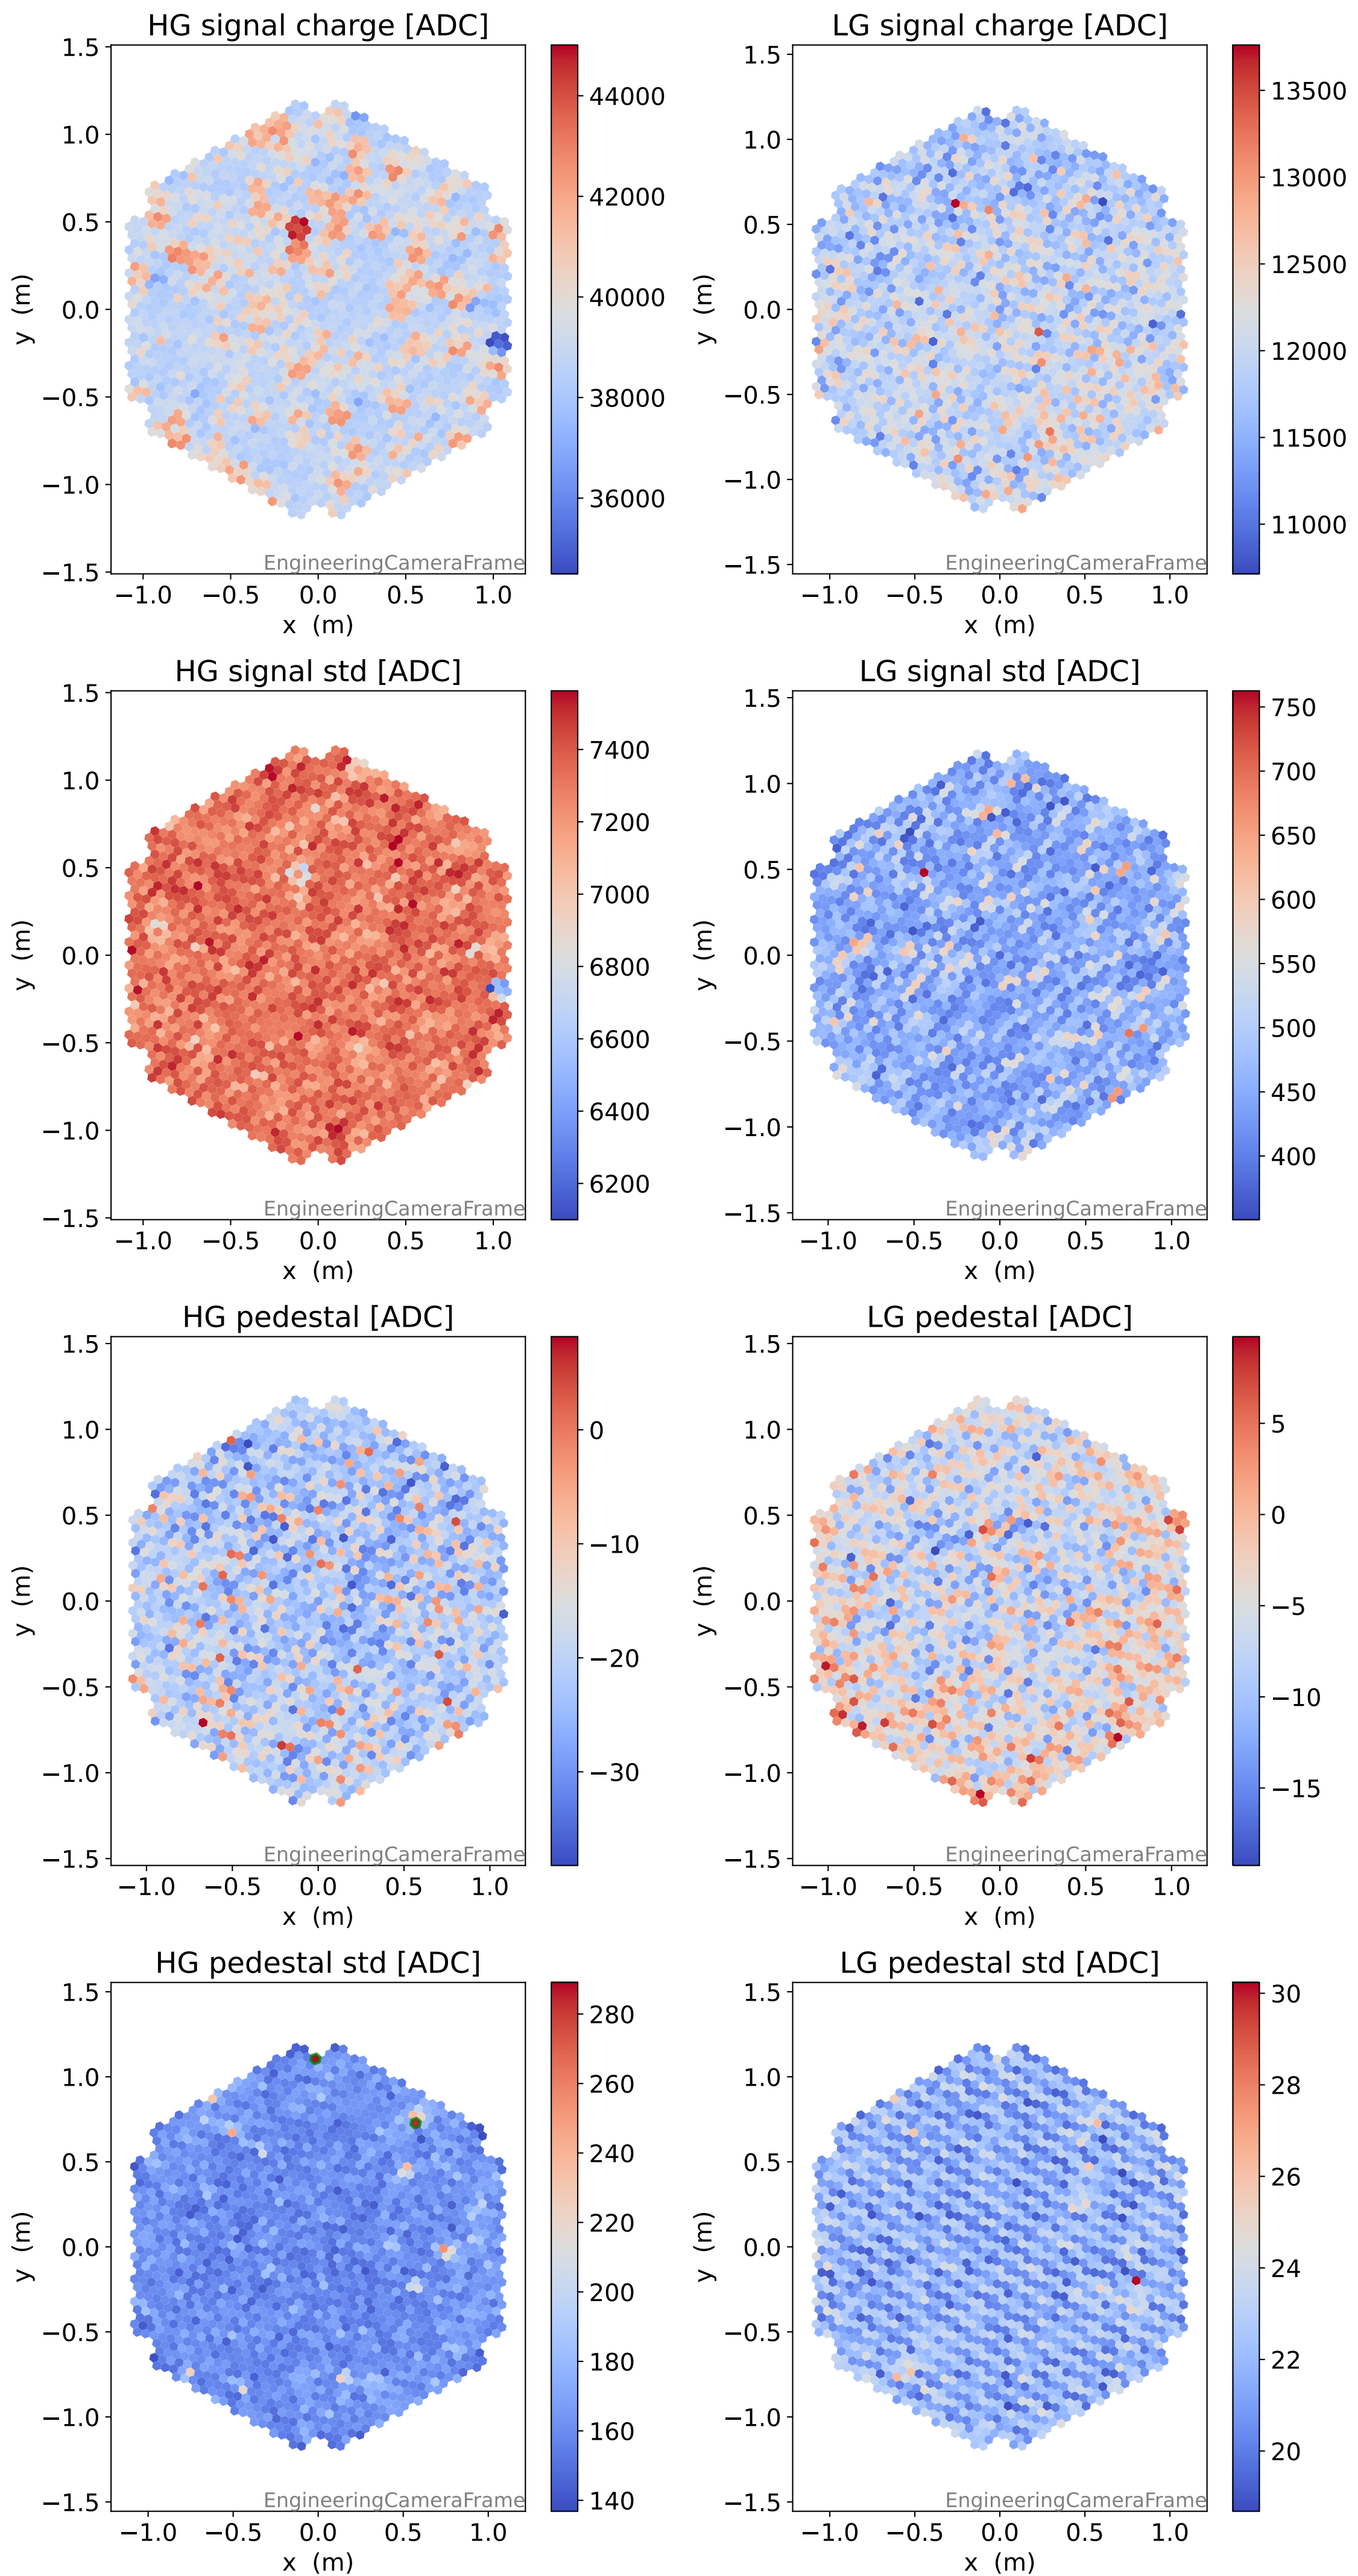 HG signal charge [ADC]
1.5
1.0
0.5
0.0
−0.5
−1.0
−1.5
y (m)
−1.0 −0.5 0.0 0.5 1.0
x (m)
EngineeringCameraFrame
44000
42000
40000
38000
36000
LG signal charge [ADC]
1.5
1.0
0.5
0.0
−0.5
−1.0
−1.5
y (m)
−1.0 −0.5 0.0 0.5 1.0
x (m)
EngineeringCameraFrame
13500
13000
12500
12000
11500
11000
HG signal std [ADC]
1.5
1.0
0.5
0.0
−0.5
−1.0
−1.5
y (m)
−1.0 −0.5 0.0 0.5 1.0
x (m)
EngineeringCameraFrame
7400
7200
7000
6800
6600
6400
6200
LG signal std [ADC]
1.5
1.0
0.5
0.0
−0.5
−1.0
−1.5
y (m)
−1.0 −0.5 0.0 0.5 1.0
x (m)
EngineeringCameraFrame
750
700
650
600
550
500
450
400
HG pedestal [ADC]
1.5
1.0
0.5
0.0
−0.5
−1.0
−1.5
y (m)
−1.0 −0.5 0.0 0.5 1.0
x (m)
EngineeringCameraFrame
0
−10
−20
−30
LG pedestal [ADC]
1.5
1.0
0.5
0.0
−0.5
−1.0
−1.5
y (m)
−1.0 −0.5 0.0 0.5 1.0
x (m)
EngineeringCameraFrame
5
0
−5
−10
−15
HG pedestal std [ADC]
1.5
1.0
0.5
0.0
−0.5
−1.0
−1.5
y (m)
−1.0 −0.5 0.0 0.5 1.0
x (m)
EngineeringCameraFrame
280
260
240
220
200
180
160
140
LG pedestal std [ADC]
1.5
1.0
0.5
0.0
−0.5
−1.0
−1.5
y (m)
−1.0 −0.5 0.0 0.5 1.0
x (m)
EngineeringCameraFrame
30
28
26
24
22
20